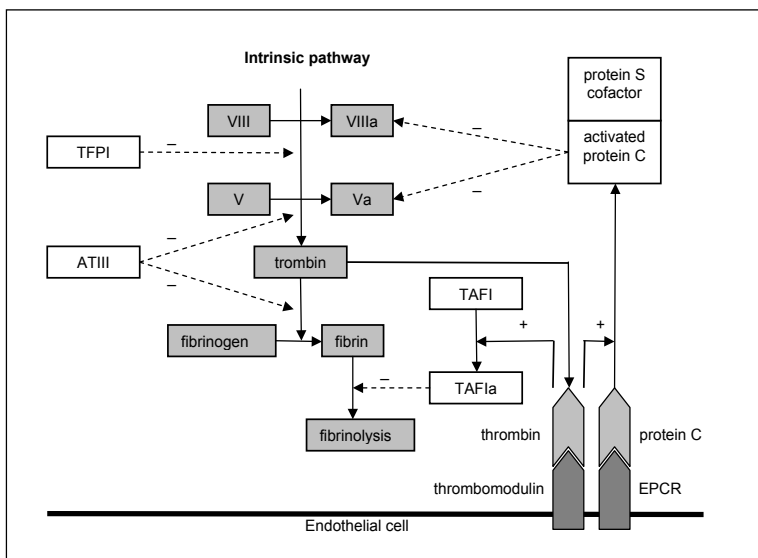 Intrinsic pathway
protein S
cofactor
VIII
VIIIa
–
activated
protein C
TFPI
–
V
Va
–
–
ATIII
–
trombin
TAFI
+
+
fibrinogen
fibrin
–
TAFIa
fibrinolysis
thrombin
protein C
thrombomodulin
EPCR
Endothelial cell